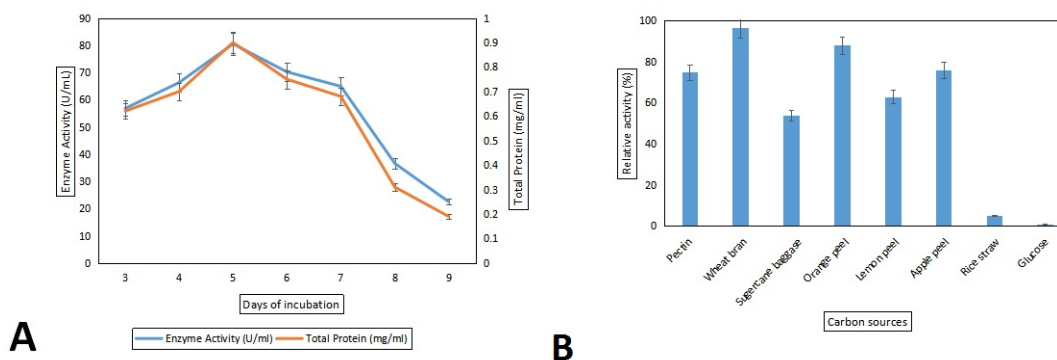 90
80
70
60
50
40
30
20
10
0
Enzyme Activity (U/mL)
1
0.9
0.8
0.7
0.6
0.5
0.4
0.3
0.2
0.1
0
Total Protein (mg/ml)
3 4 5 6 7 8 9
Days of incubation
Enzyme Activity (U/ml) Total Protein (mg/ml)
A
100
80
60
40
20
0
Relative activity (%)
Pectin
Wheat bran
Sugercane baggase
Orange peel
Lemon peel
Apple peel
Rice straw
Glucose
Carbon sources
B